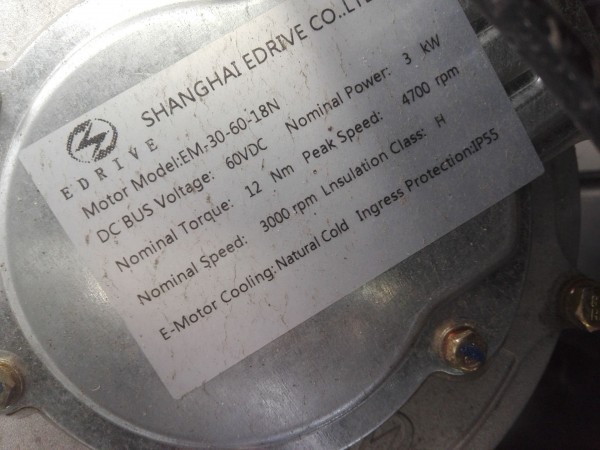 SHANGHAI EDRIVE CO.,LT
EDRIVE
Motor Model:EM-30-60-18N
DC BUS Voltage: 60VDC Nominal Power: 3 kW
Nominal Torque: 12 Nm Peak Speed: 4700 rpm
Nominal Speed: 3000 rpm Lnsulation Class: H
E-Motor Cooling: Natural Cold Ingress Protection:IP55